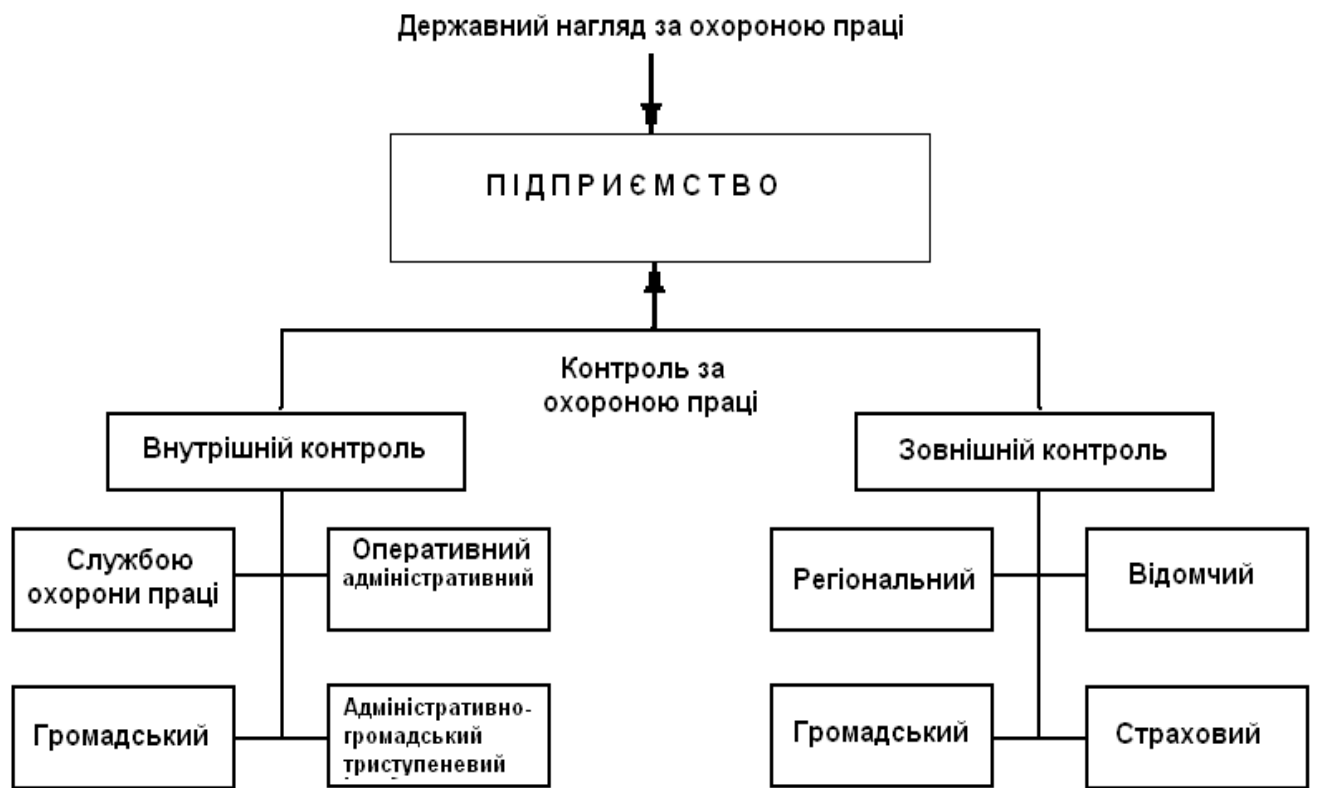 Державний нагляд за охороною праці
ПІДПРИЄМСТВО
Контроль за
охороною праці
Внутрішній контроль
Зовнішній контроль
Службою
охорони праці
Оперативний
адміністративний
Регіональний
Відомчий
Громадський
Адміністративно-
громадський
триступеневий
Громадський
Страховий